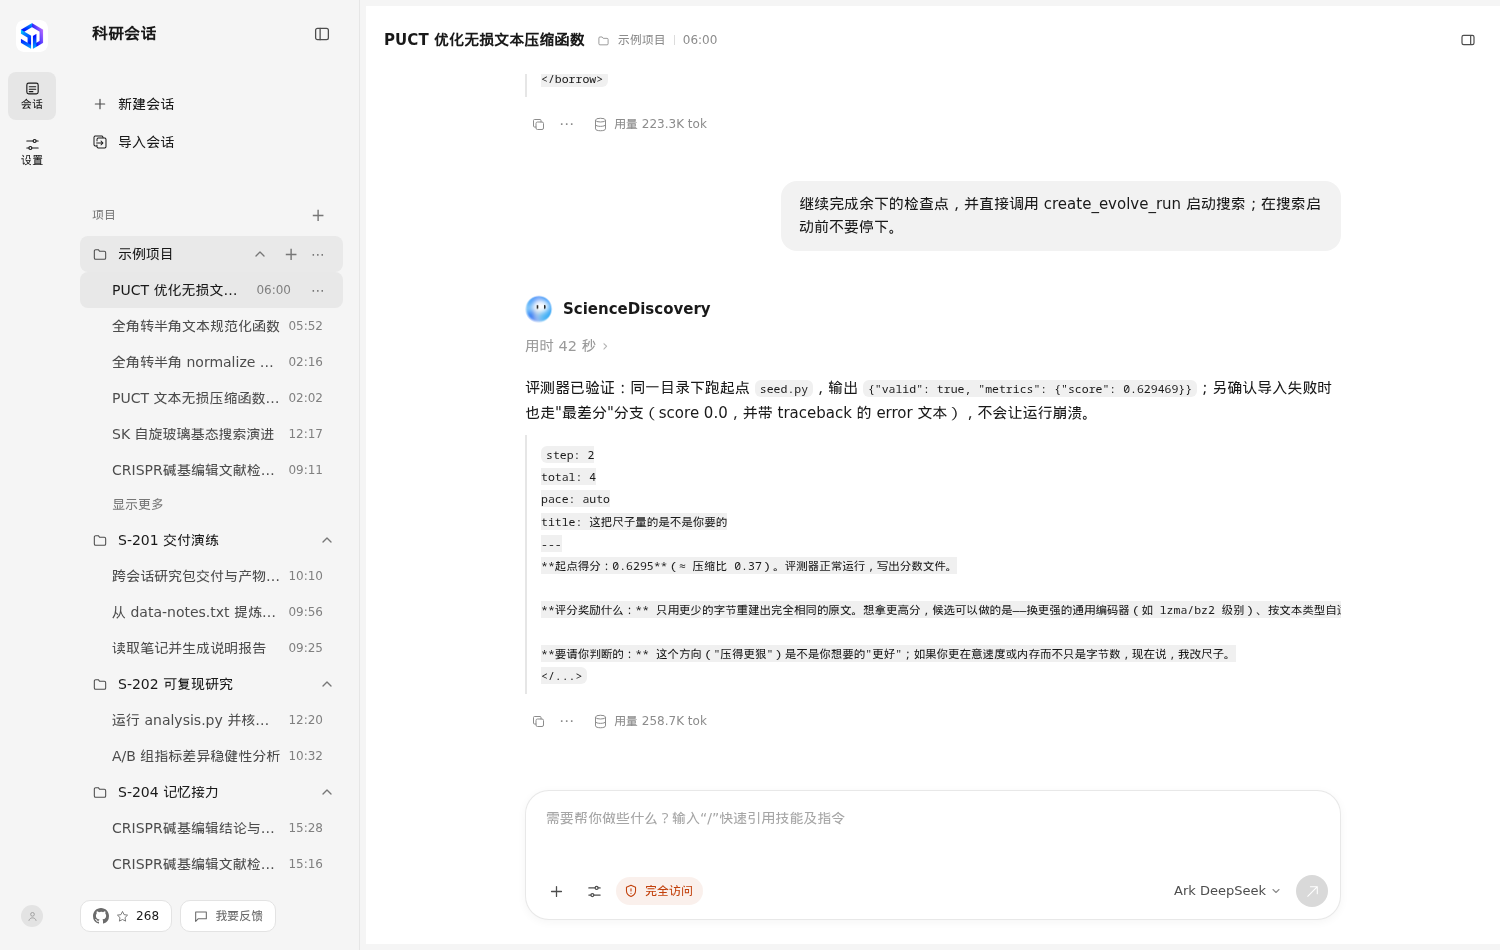 科研会话
会话
设置
新建会话
导入会话
项目
示例项目
PUCT 优化无损文... 06:00
全角转半角文本规范化函数 05:52
全角转半角 normalize ... 02:16
PUCT 文本无损压缩函数... 02:02
SK 自旋玻璃基态搜索演进 12:17
CRISPR碱基编辑文献检... 09:11
显示更多
S-201 交付演练
跨会话研究包交付与产物... 10:10
从 data-notes.txt 提炼... 09:56
读取笔记并生成说明报告 09:25
S-202 可复现研究
运行 analysis.py 并核... 12:20
A/B 组指标差异稳健性分析 10:32
S-204 记忆接力
CRISPR碱基编辑结论与... 15:28
CRISPR碱基编辑文献检... 15:16
268
我要反馈
PUCT 优化无损文本压缩函数 示例项目 06:00
</borrow>
用量 223.3K tok
继续完成余下的检查点，并直接调用 create_evolve_run 启动搜索；在搜索启
动前不要停下。
ScienceDiscovery
用时 42 秒
评测器已验证：同一目录下跑起点 seed.py，输出 {"valid": true, "metrics": {"score": 0.629469}}；另确认导入失败时
也走"最差分"分支（score 0.0，并带 traceback 的 error 文本），不会让运行崩溃。
step: 2
total: 4
pace: auto
title: 这把尺子量的是不是你要的
---
**起点得分：0.6295**（≈ 压缩比 0.37）。评测器正常运行，写出分数文件。
**评分奖励什么：** 只用更少的字节重建出完全相同的原文。想拿更高分，候选可以做的是——换更强的通用编码器（如 lzma/bz2 级别）、按文本类型自
**要请你判断的：** 这个方向（"压得更狠"）是不是你想要的"更好"；如果你更在意速度或内存而不只是字节数，现在说，我改尺子。
</...>
用量 258.7K tok
需要帮你做些什么？输入“/”快速引用技能及指令
完全访问
Ark DeepSeek